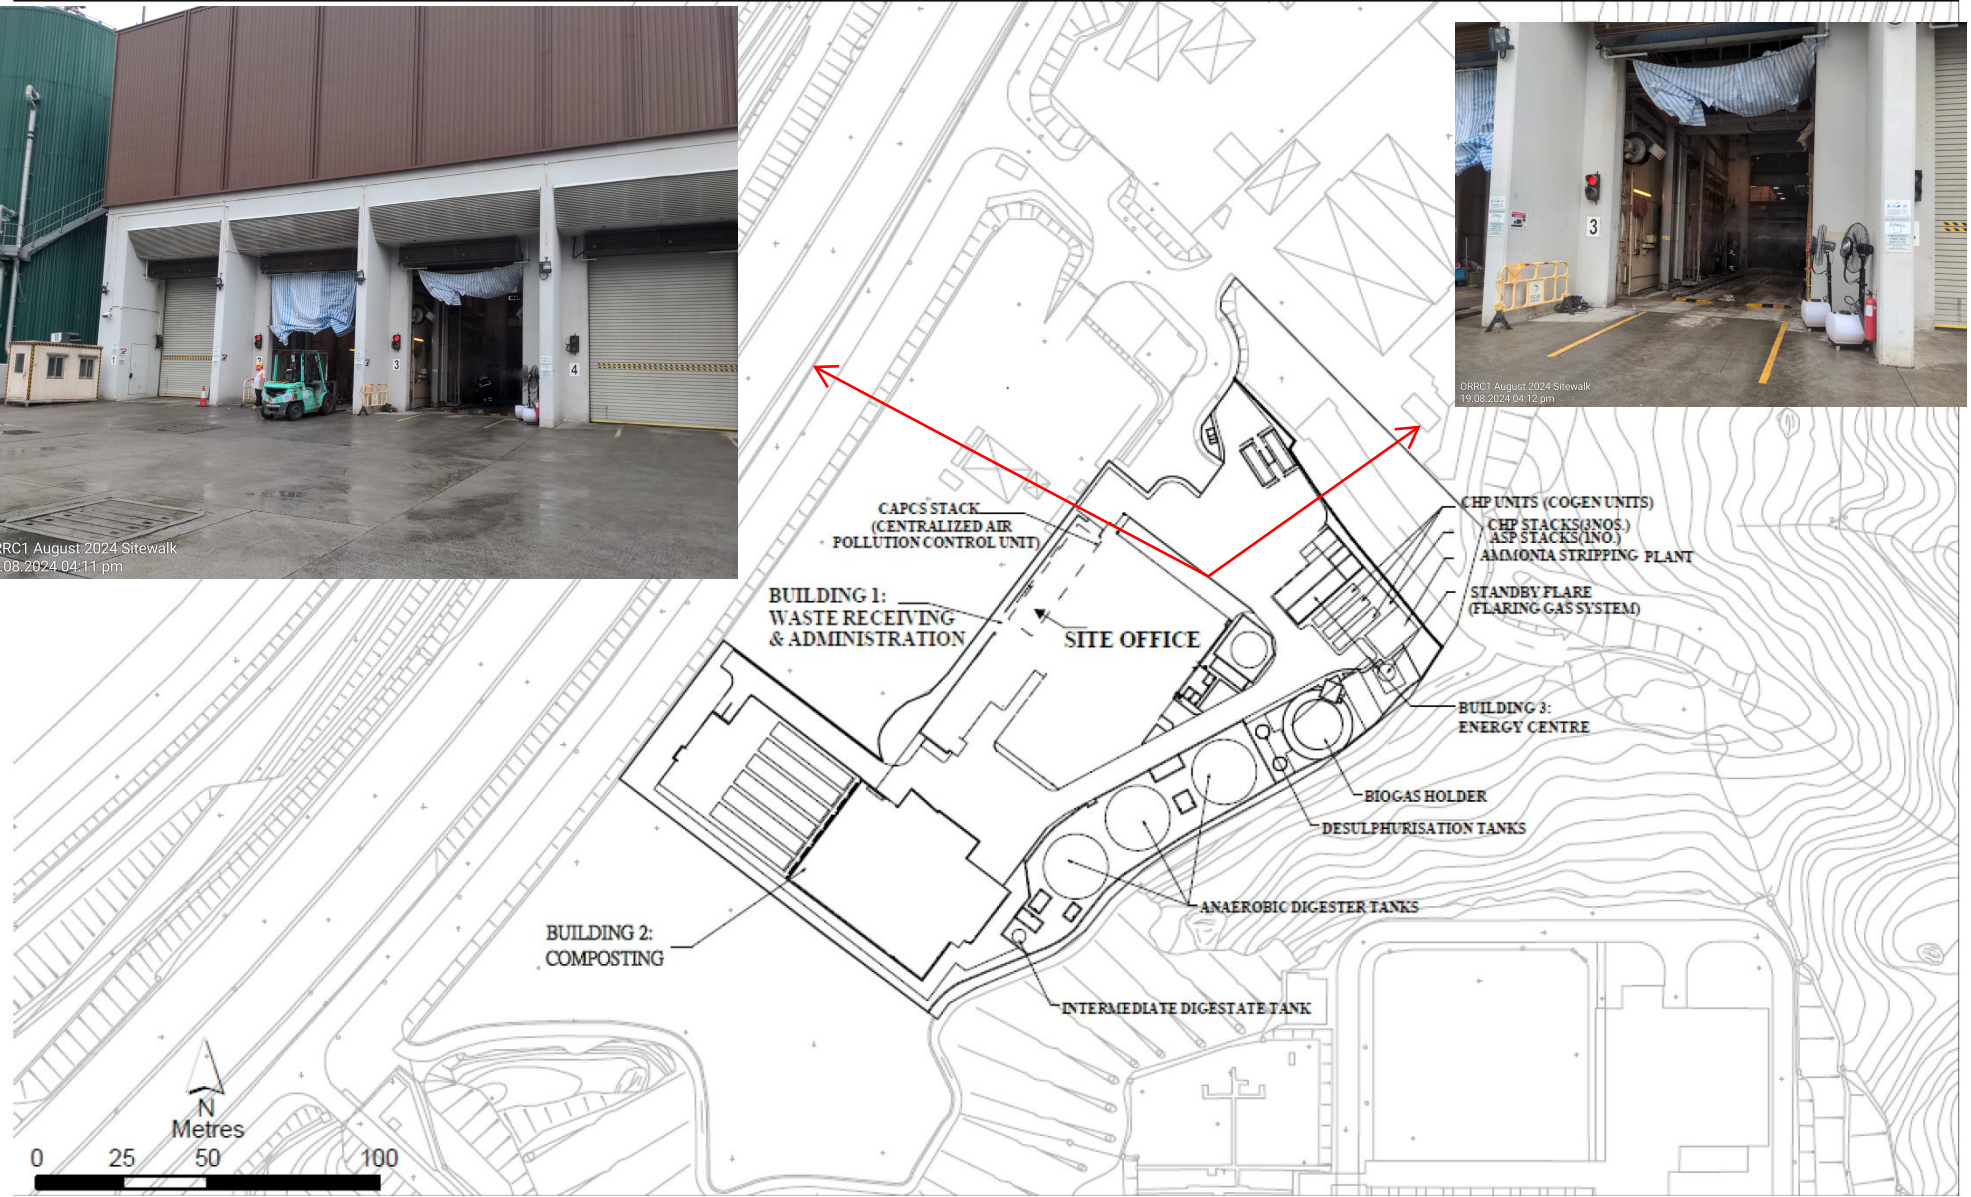 1
2
3
4
RRC1 August 2024 Sitewalk
.08.2024 04:11 pm
3
ORRC1 August 2024 Sitewalk
19.08.2024 04:12 pm
CAPCS STACK
(CENTRALIZED AIR
POLLUTION CONTROL UNIT)
BUILDING 1:
WASTE RECEIVING
& ADMINISTRATION
SITE OFFICE
CHP UNITS (COGEN UNITS)
CHP STACKS(3NOS.)
ASP STACKS(1NO.)
AMMONIA STRIPPING PLANT
STANDBY FLARE
(FLARING GAS SYSTEM)
BUILDING 3:
ENERGY CENTRE
BIOGAS HOLDER
DESULPHURISATION TANKS
ANAEROBIC DIGESTER TANKS
BUILDING 2:
COMPOSTING
INTERMEDIATE DIGESTATE TANK
N
Metres
0 25 50 100